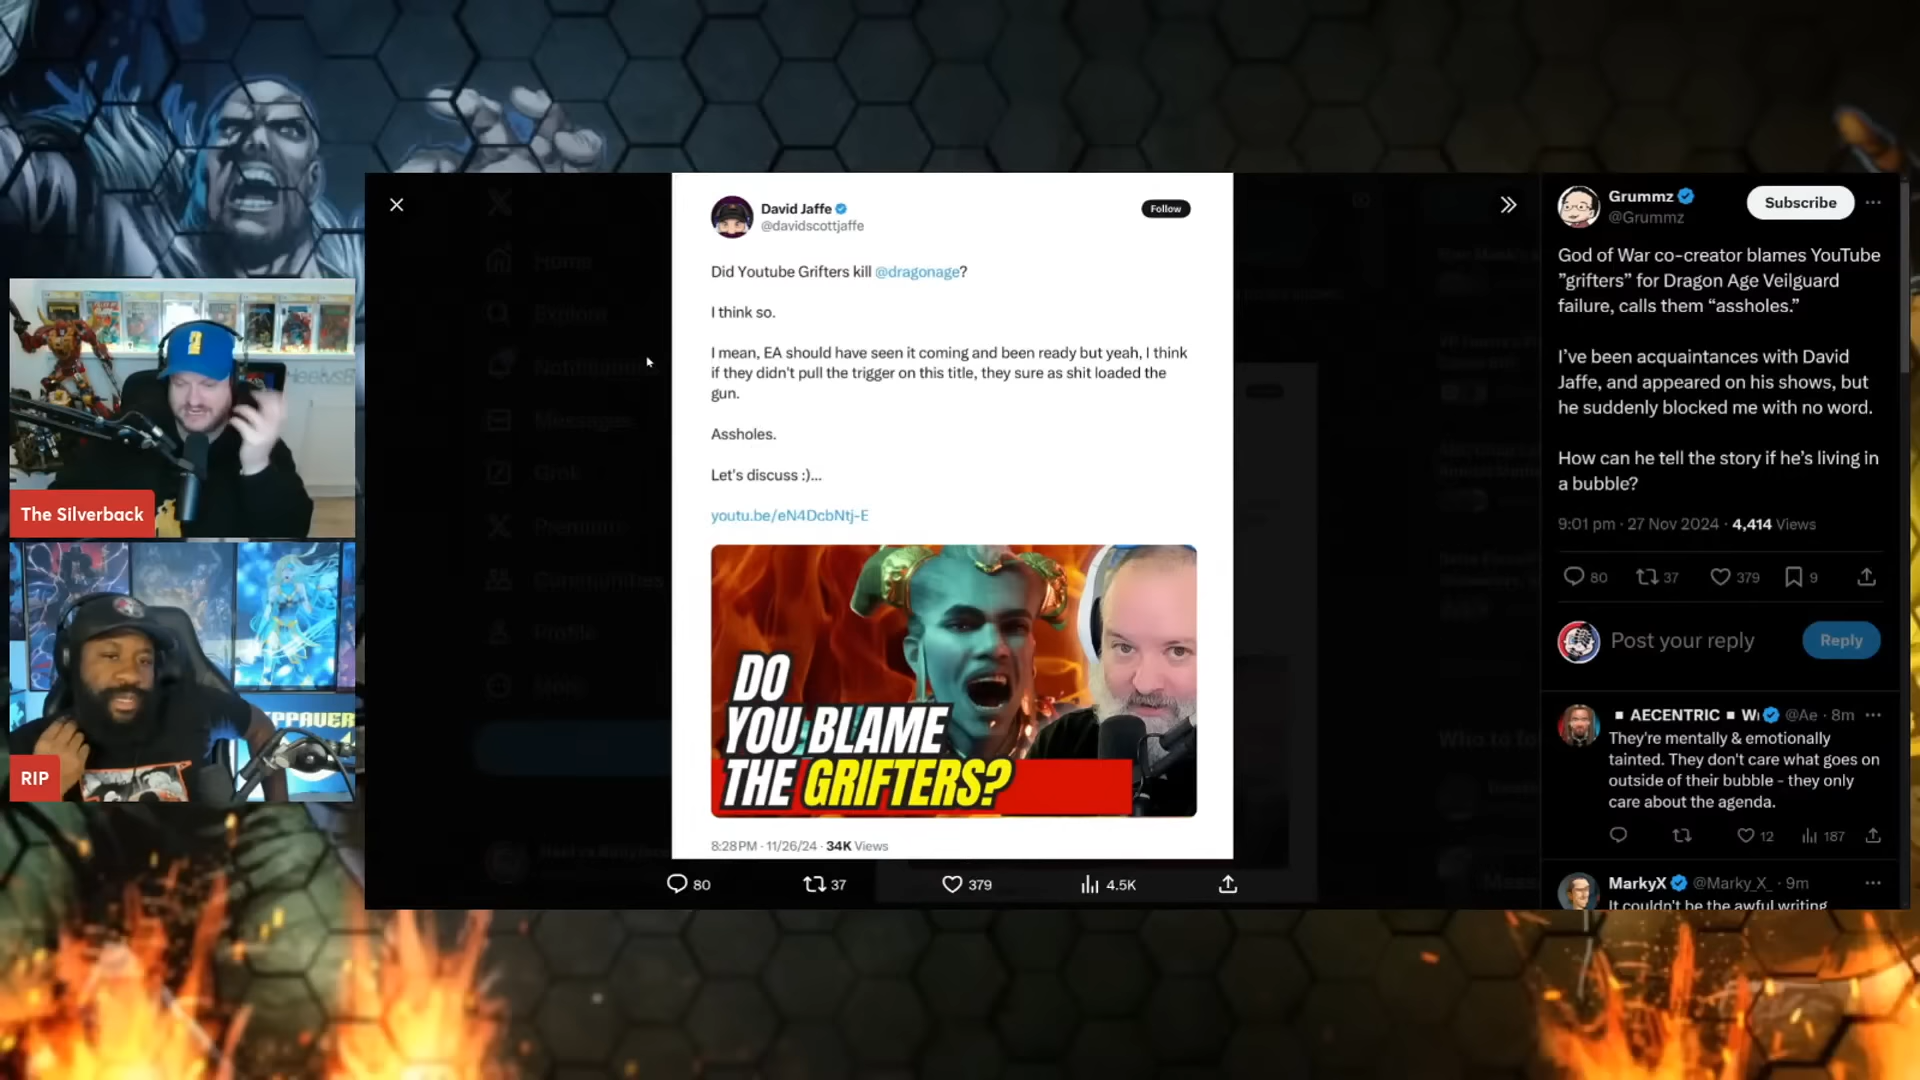 David Jaffe
@davidscottjaffe
Follow
Did Youtube Grifters kill @dragonage?
I think so.
I mean, EA should have seen it coming and been ready but yeah, I think
if they didn't pull the trigger on this title, they sure as shit loaded the
gun.
Assholes.
Let's discuss :)...
youtu.be/eN4DcbNtj-E
DO
YOU BLAME
THE GRIFTERS?
8:28PM · 11/26/24 · 34K Views
80
37
379
4.5K
Grummz
@Grummz
Subscribe
God of War co-creator blames YouTube
"grifters" for Dragon Age Veilguard
failure, calls them “assholes.”
I’ve been acquaintances with David
Jaffe, and appeared on his shows, but
he suddenly blocked me with no word.
How can he tell the story if he’s living in
a bubble?
9:01 pm · 27 Nov 2024 · 4,414 Views
80
37
379
9
Post your reply
Reply
▪ AECENTRIC ▪ @Ae · 8m
They're mentally & emotionally
tainted. They don't care what goes on
outside of their bubble - they only
care about the agenda.
12
187
MarkyX @Marky_X_ · 9m
It couldn't be the awful writing
The Silverback
RIP
Home
Explore
Notifications
Messages
Grok
Premium
Communities
Profile